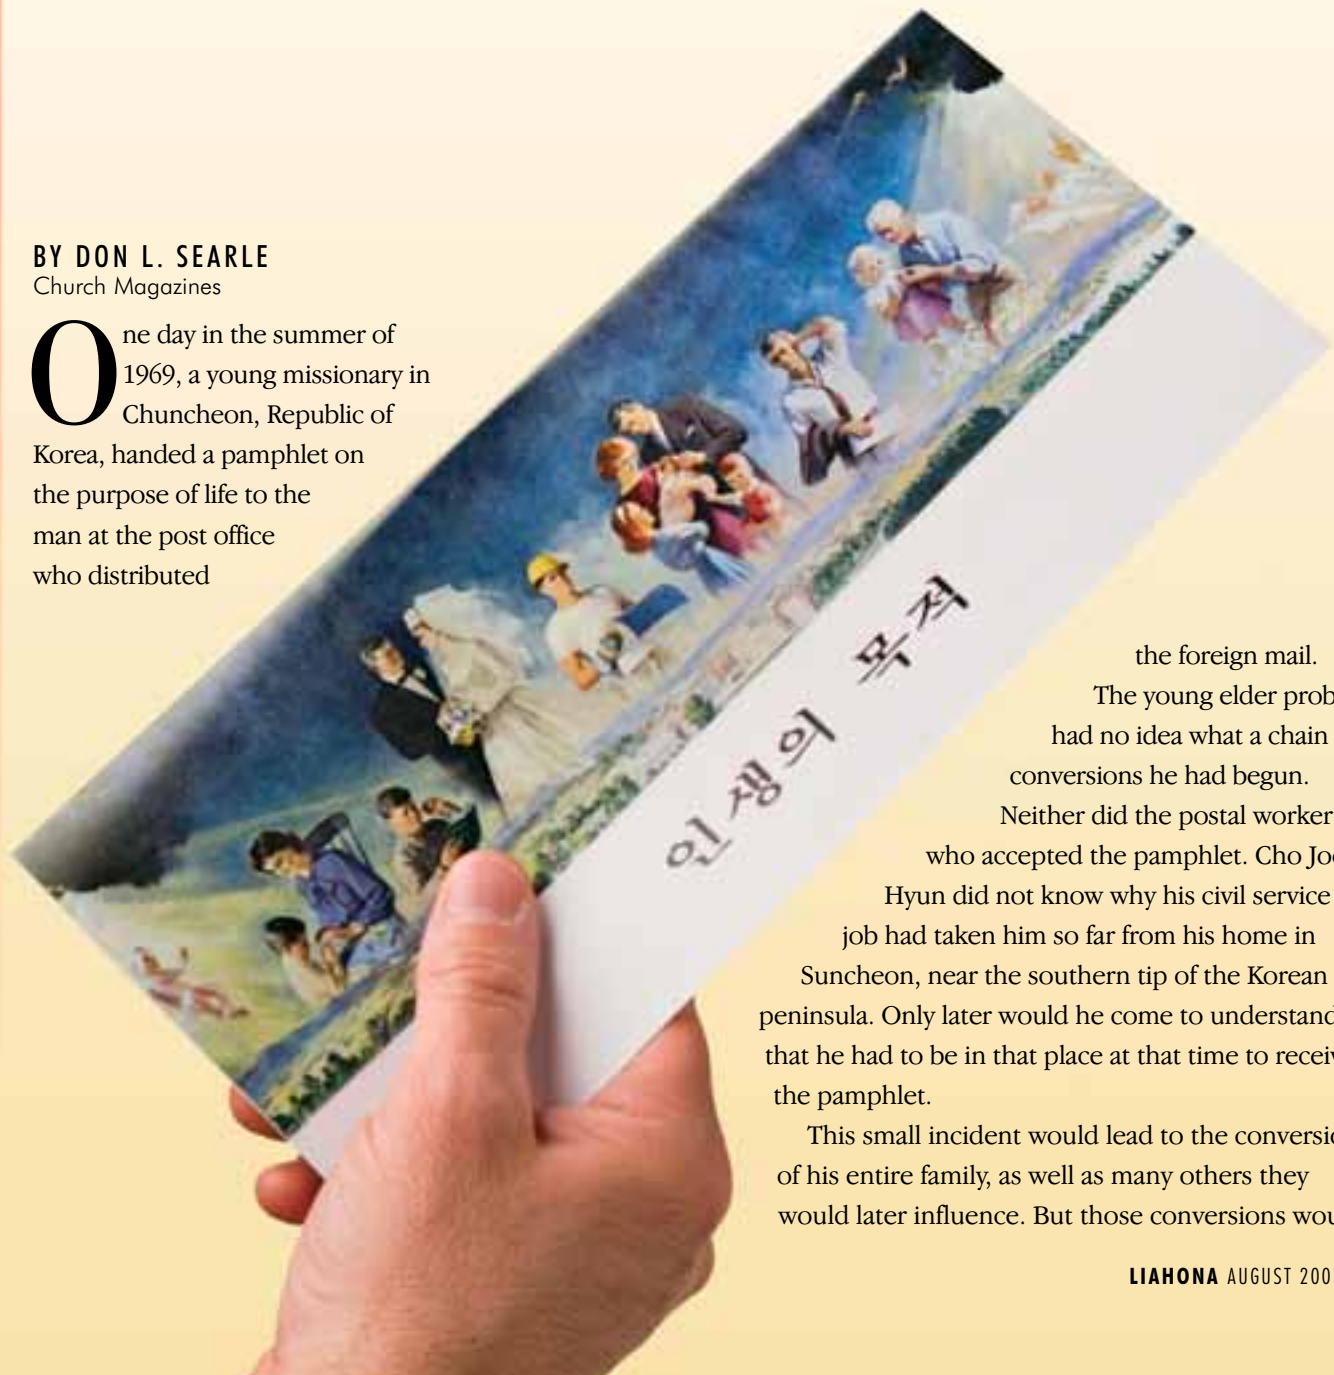 BY DON L. SEARLE
Church Magazines
One day in the summer of
1969, a young missionary in
Chuncheon, Republic of
Korea, handed a pamphlet on
the purpose of life to the
man at the post office
who distributed
인생의 목적
the foreign mail.
The young elder
had no idea what a chain
conversions he had begun.
Neither did the postal worker
who accepted the pamphlet. Cho
Hyun did not know why his civil service
job had taken him so far from his home in
Suncheon, near the southern tip of the Korean
peninsula. Only later would he come to understand
that he had to be in that place at that time to
the pamphlet.
This small incident would lead to the
of his entire family, as well as many others they
would later influence. But those conversions
LIAHONA AUGUST